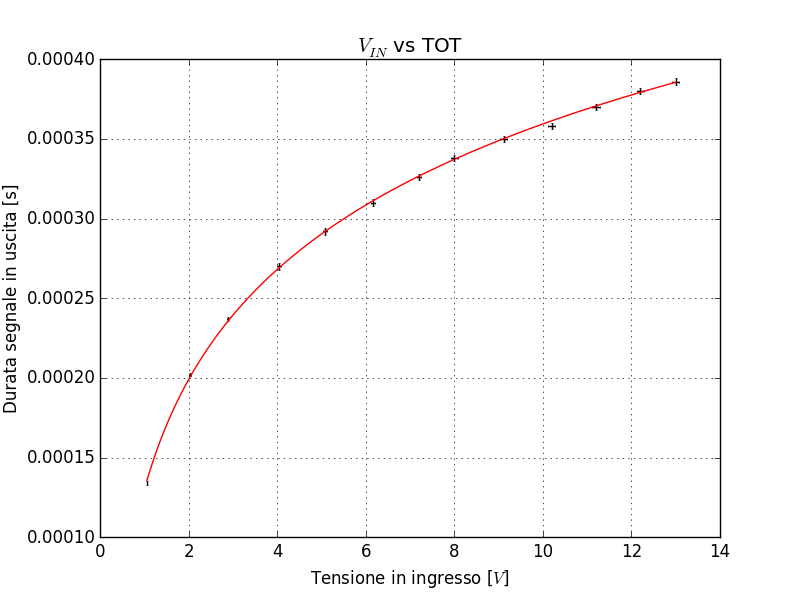 V_IN vs TOT
Durata segnale in uscita [s]
0.00040
0.00035
0.00030
0.00025
0.00020
0.00015
0.00010
0 2 4 6 8 10 12 14
Tensione in ingresso [V]